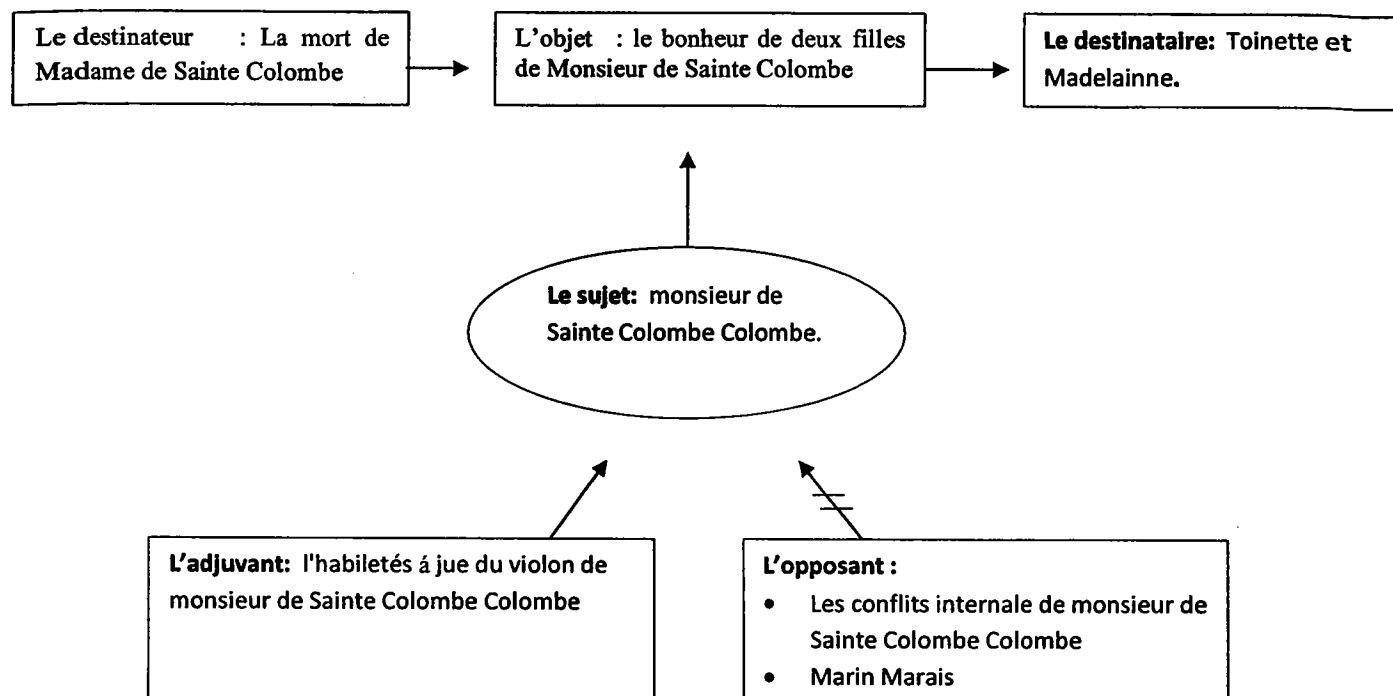 Le destinateur : La mort de
Madame de Sainte Colombe
L'objet : le bonheur de deux filles
de Monsieur de Sainte Colombe
Le destinataire: Toinette et
Madelainne.
Le sujet: monsieur de
Sainte Colombe Colombe.
L'adjuvant: l'habiletés á jue du violon de
monsieur de Sainte Colombe Colombe
L'opposant :
• Les conflits internale de monsieur de
Sainte Colombe Colombe
• Marin Marais